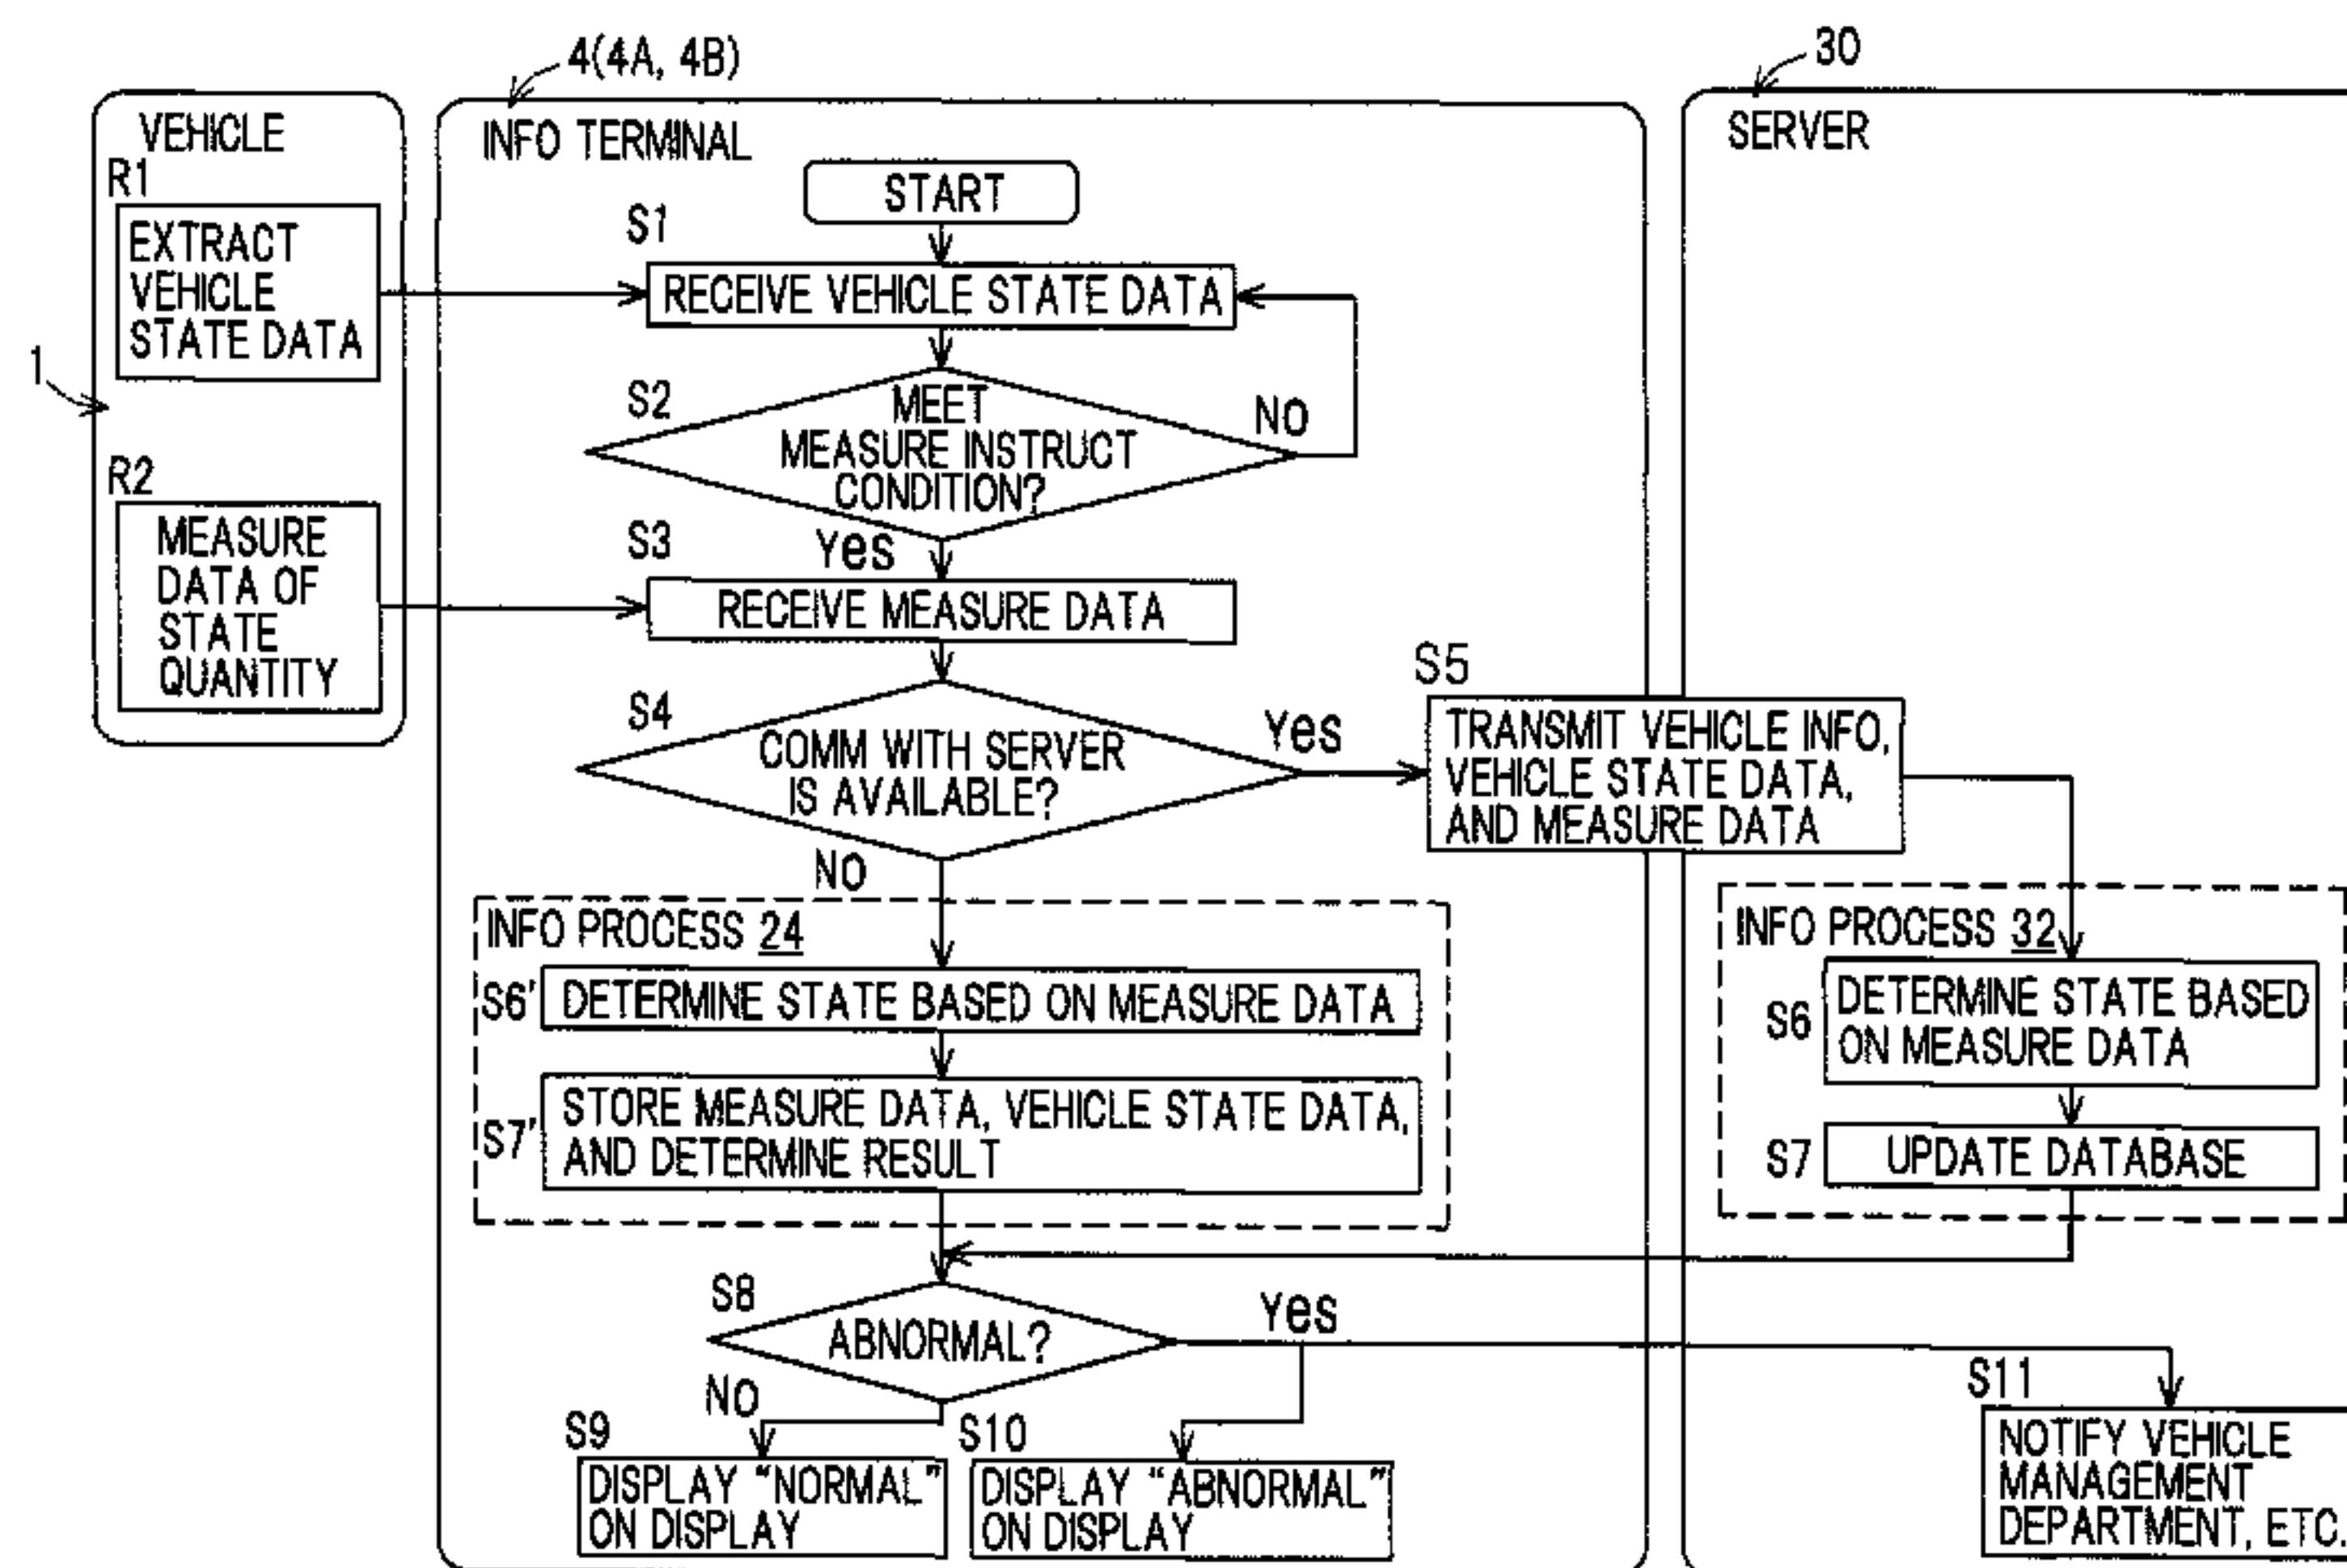 4(4A, 4B)
30
VEHICLE
INFO TERMINAL
SERVER
R1
START
EXTRACT
VEHICLE
STATE DATA
S1
RECEIVE VEHICLE STATE DATA
1
S2
MEET
MEASURE INSTRUCT
CONDITION?
NO
R2
MEASURE
DATA OF
STATE
QUANTITY
S3
Yes
RECEIVE MEASURE DATA
S4
COMM WITH SERVER
IS AVAILABLE?
Yes
S5
TRANSMIT VEHICLE INFO,
VEHICLE STATE DATA,
AND MEASURE DATA
NO
INFO PROCESS 24
S6'
DETERMINE STATE BASED ON MEASURE DATA
S7'
STORE MEASURE DATA, VEHICLE STATE DATA,
AND DETERMINE RESULT
INFO PROCESS 32
S6
DETERMINE STATE BASED
ON MEASURE DATA
S7
UPDATE DATABASE
S8
ABNORMAL?
Yes
NO
S9
DISPLAY "NORMAL"
ON DISPLAY
S10
DISPLAY "ABNORMAL"
ON DISPLAY
S11
NOTIFY VEHICLE
MANAGEMENT
DEPARTMENT, ETC.